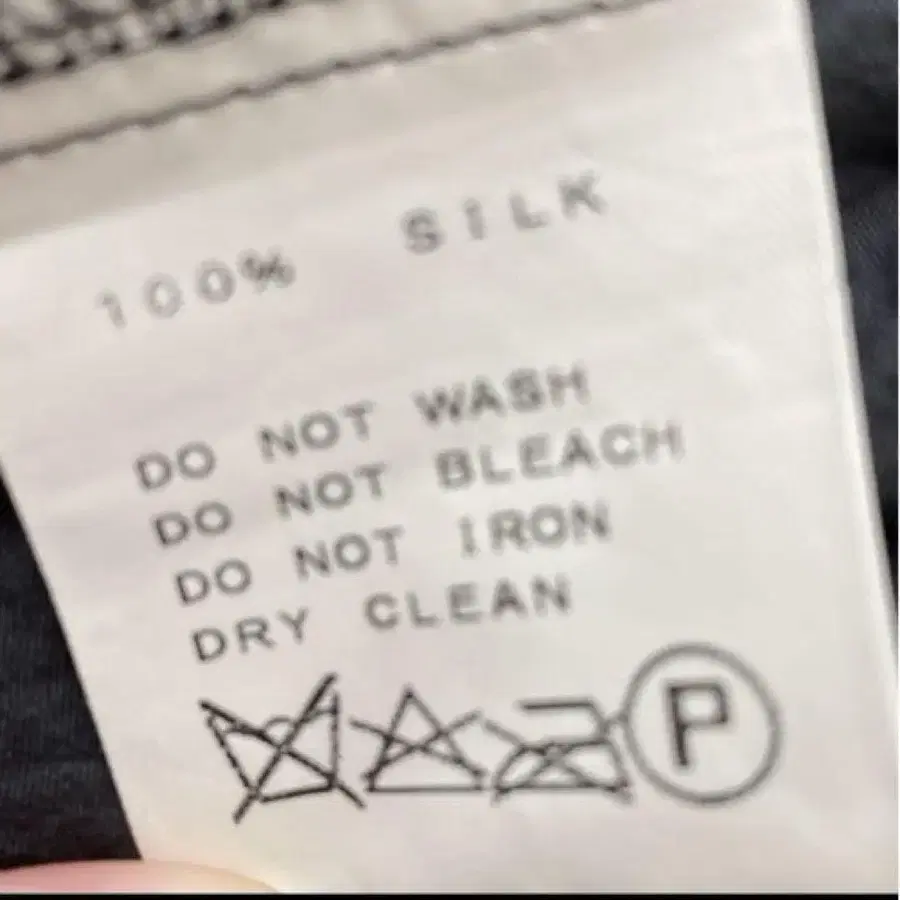 100% SILK
DO NOT WASH
DO NOT BLEACH
DO NOT IRON
DRY CLEAN
P